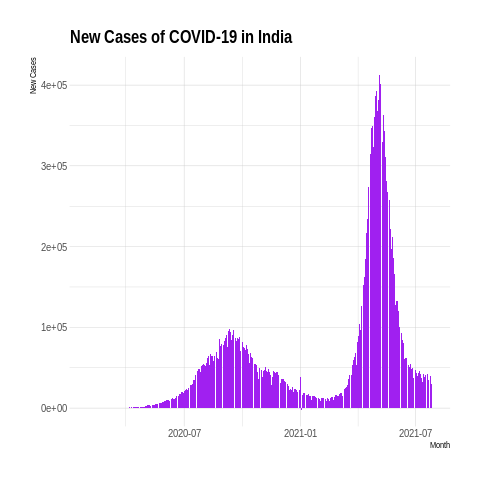 New Cases of COVID-19 in India
New Cases
4e+05
3e+05
2e+05
1e+05
0e+00
2020-07
2021-01
2021-07
Month